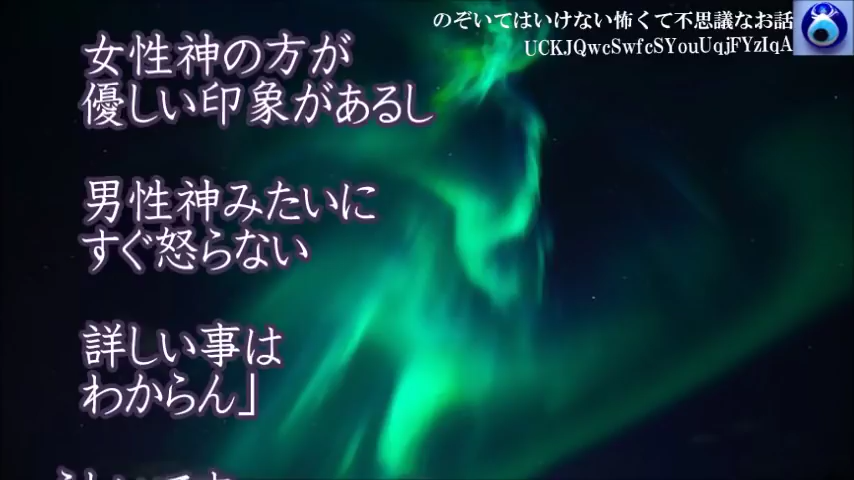 のぞいてはいけない怖くて不思議なお話
UCKJQwcSwfcSYouUqjFYzIqA
女性神の方が
優しい印象があるし
男性神みたいに
すぐ怒らない
詳しい事は
わからん」